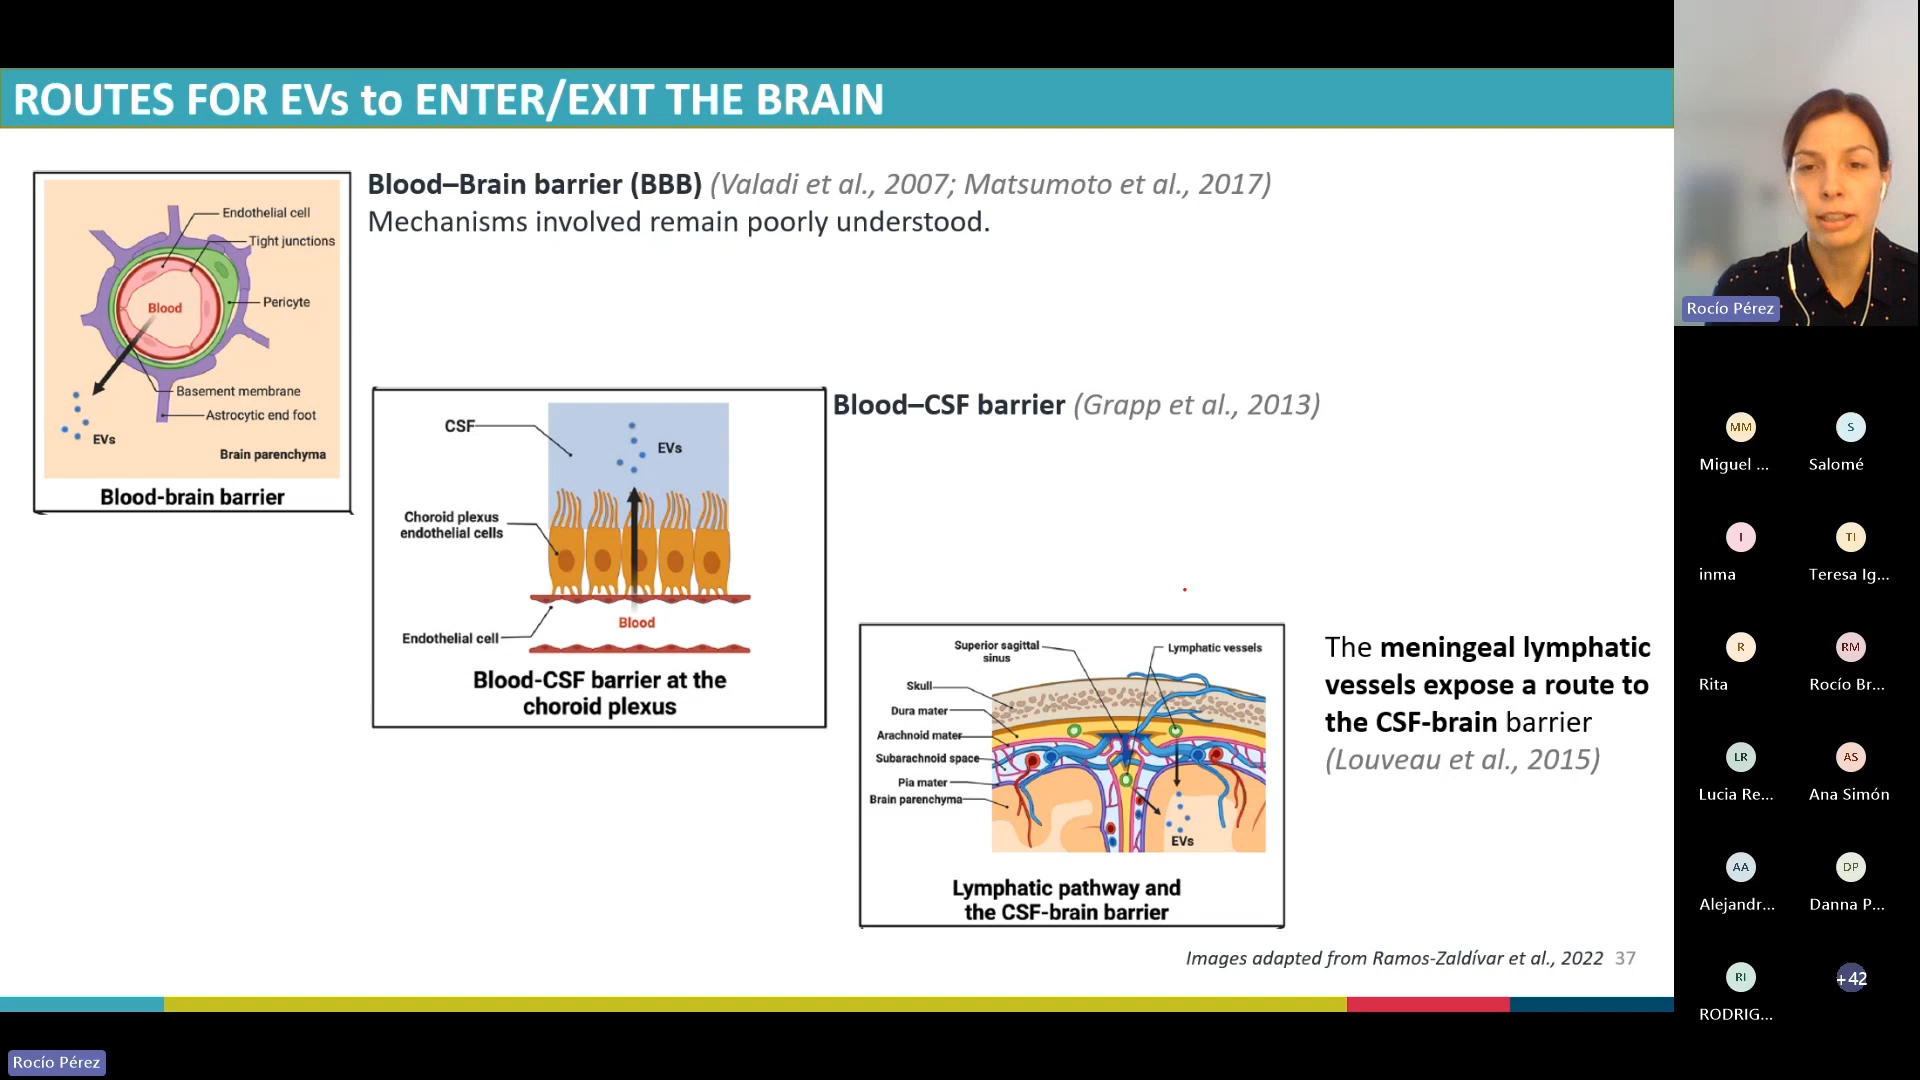 ROUTES FOR EVs to ENTER/EXIT THE BRAIN
Blood–Brain barrier (BBB) (Valadi et al., 2007; Matsumoto et al., 2017)
Mechanisms involved remain poorly understood.
Endothelial cell
Tight junctions
Blood
Pericyte
Basement membrane
Astrocytic end foot
EVs
Brain parenchyma
Blood-brain barrier
Blood–CSF barrier (Grapp et al., 2013)
CSF
EVs
Choroid plexus
endothelial cells
Blood
Endothelial cell
Blood-CSF barrier at the
choroid plexus
Superior sagittal
sinus
Lymphatic vessels
Skull
Dura mater
Arachnoid mater
Subarachnoid space
Pia mater
Brain parenchyma
EVs
Lymphatic pathway and
the CSF-brain barrier
The meningeal lymphatic
vessels expose a route to
the CSF-brain barrier
(Louveau et al., 2015)
Images adapted from Ramos-Zaldívar et al., 2022 37
Rocío Pérez
MM
Miguel ...
S
Salomé
I
inma
TI
Teresa Ig...
R
Rita
RM
Rocío Br...
LR
Lucia Re...
AS
Ana Simón
AA
Alejandr...
DP
Danna P...
RI
RODRIG...
+42
Rocío Pérez